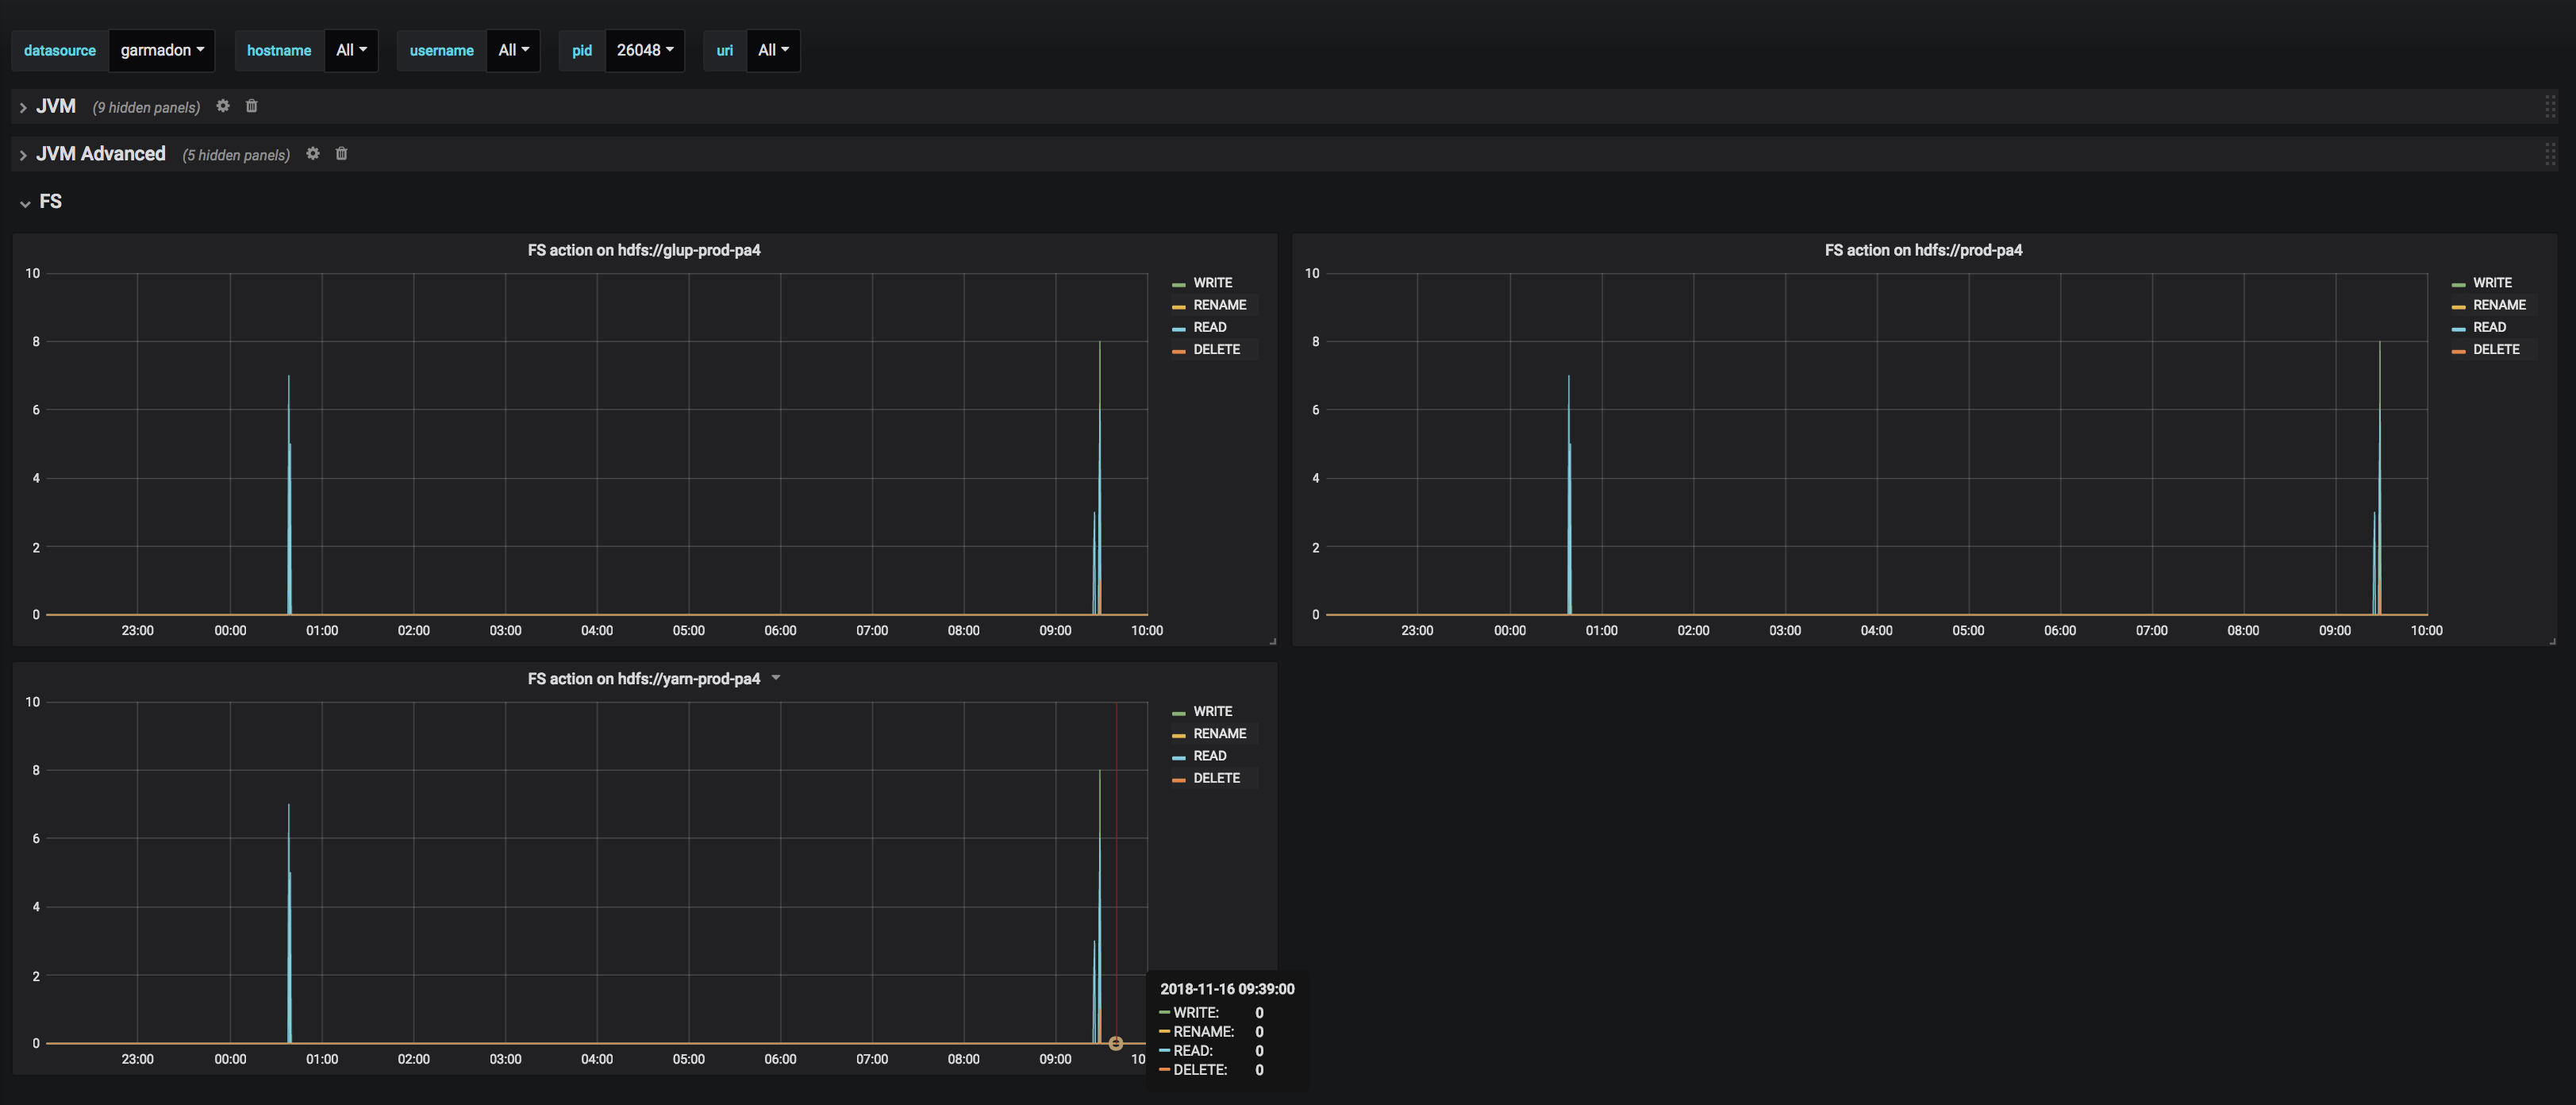 datasource garmadon hostname All username All pid 26048 uri All
JVM (9 hidden panels)
JVM Advanced (5 hidden panels)
FS
FS action on hdfs://glup-prod-pa4
10
8
6
4
2
0
23:00 00:00 01:00 02:00 03:00 04:00 05:00 06:00 07:00 08:00 09:00 10:00
WRITE
RENAME
READ
DELETE
FS action on hdfs://prod-pa4
10
8
6
4
2
0
23:00 00:00 01:00 02:00 03:00 04:00 05:00 06:00 07:00 08:00 09:00 10:00
WRITE
RENAME
READ
DELETE
FS action on hdfs://yarn-prod-pa4
10
8
6
4
2
0
23:00 00:00 01:00 02:00 03:00 04:00 05:00 06:00 07:00 08:00 09:00 10
WRITE
RENAME
READ
DELETE
2018-11-16 09:39:00
WRITE: 0
RENAME: 0
READ: 0
DELETE: 0